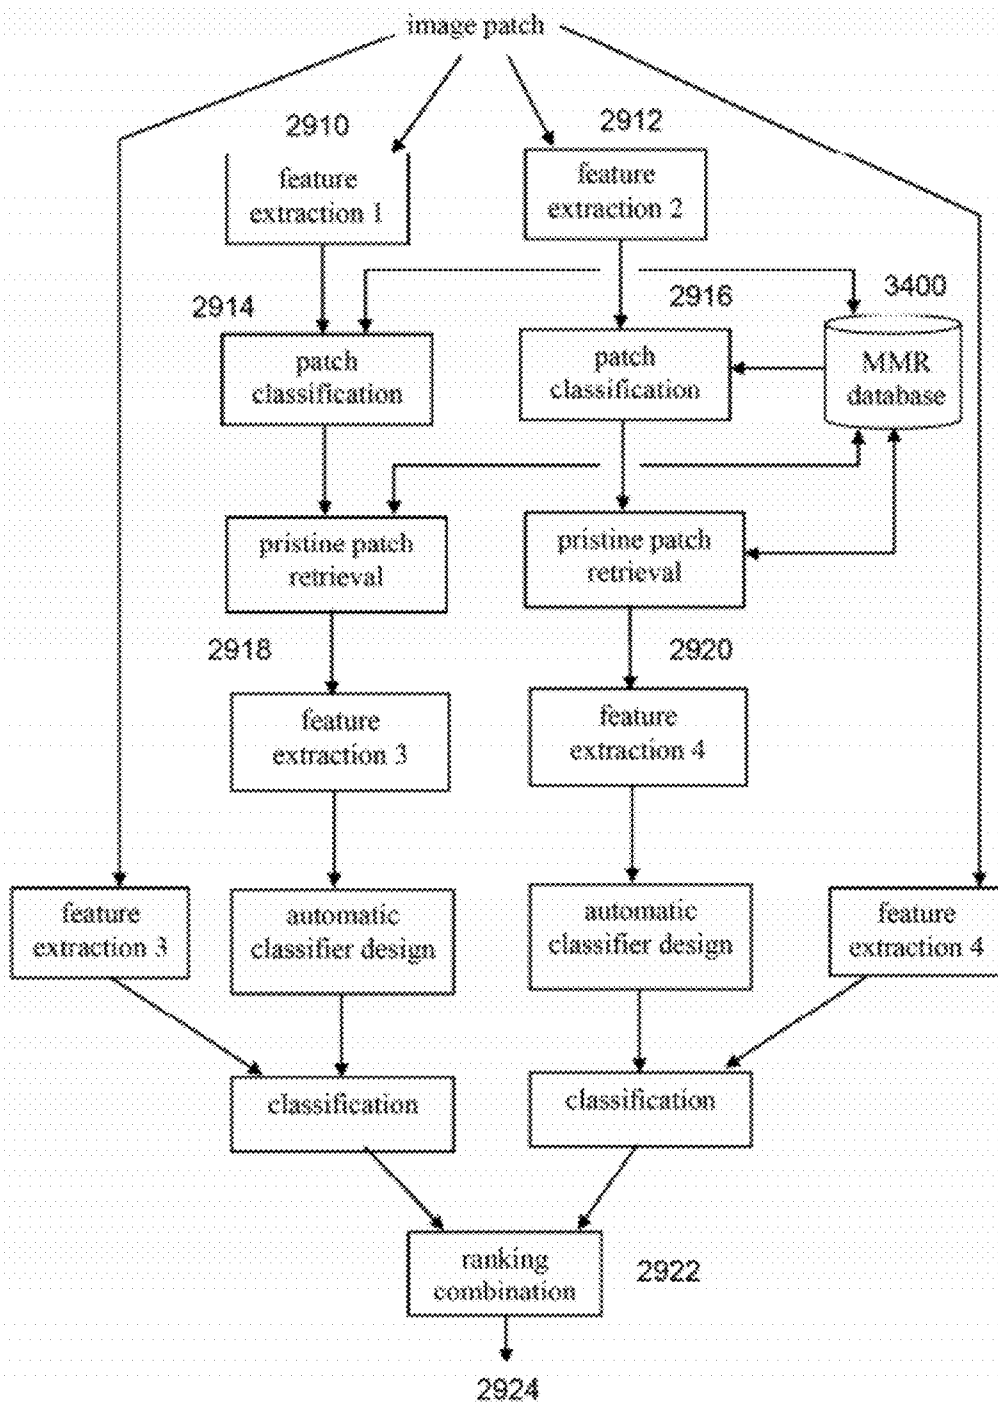 image patch
2910
2912
feature
extraction 1
feature
extraction 2
2914
2916
3400
patch
classification
patch
classification
MMR
database
pristine patch
retrieval
pristine patch
retrieval
2918
2920
feature
extraction 3
feature
extraction 4
feature
extraction 3
automatic
classifier design
automatic
classifier design
feature
extraction 4
classification
classification
ranking
combination
2922
2924